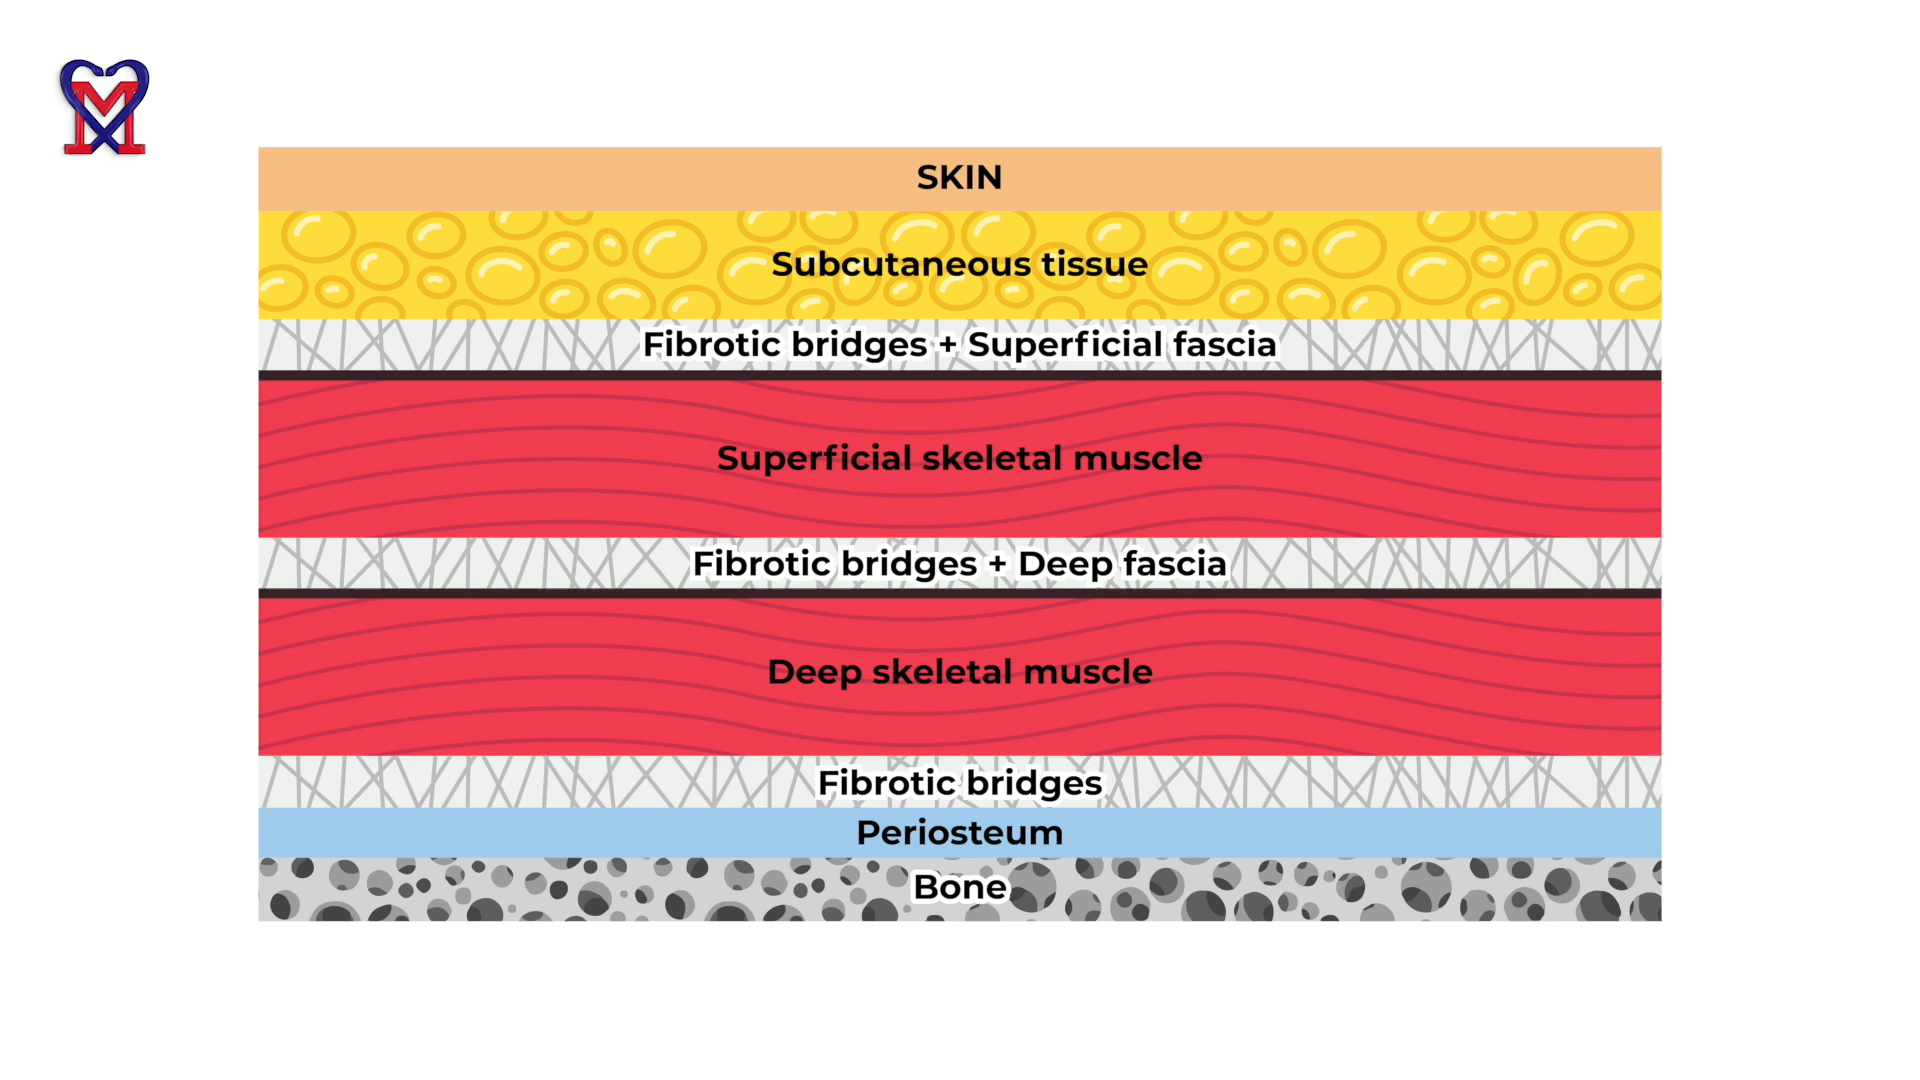 M
SKIN
Subcutaneous tissue
Fibrotic bridges + Superficial fascia
Superficial skeletal muscle
Fibrotic bridges + Deep fascia
Deep skeletal muscle
Fibrotic bridges
Periosteum
Bone